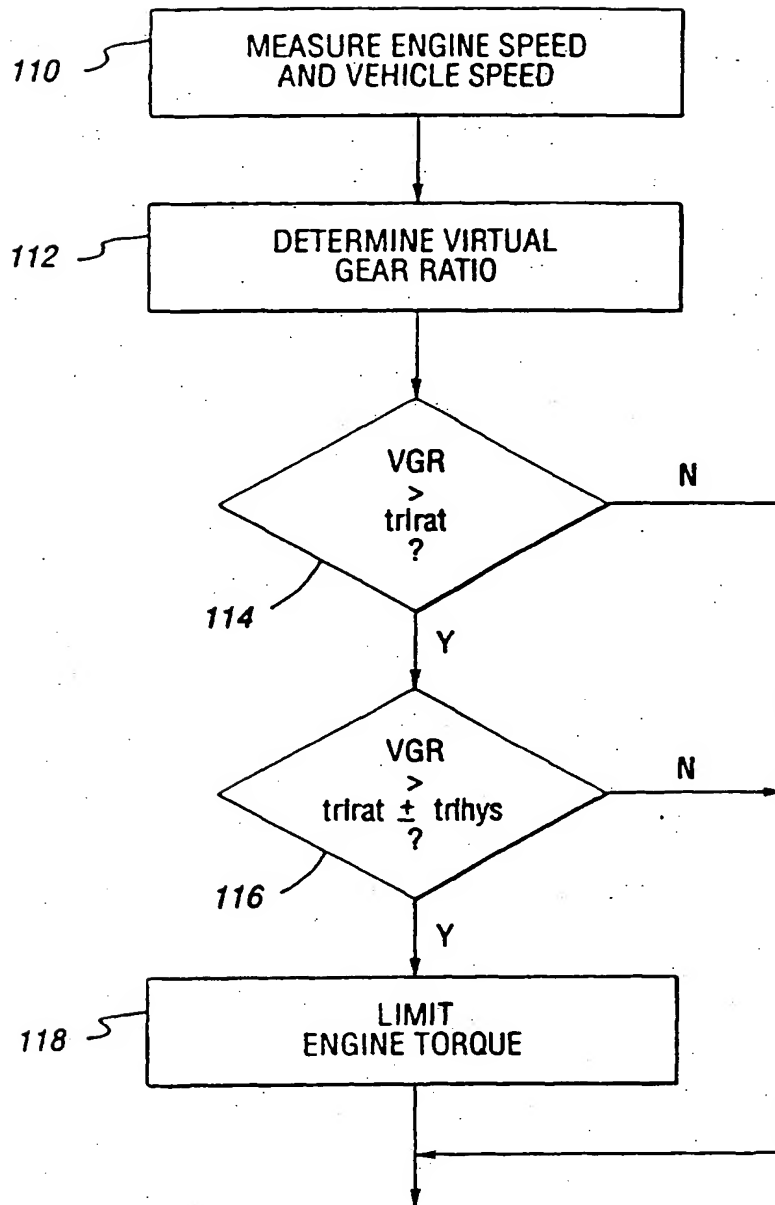 110
MEASURE ENGINE SPEED
AND VEHICLE SPEED
112
DETERMINE VIRTUAL
GEAR RATIO
VGR
>
trlrat
?
N
114
Y
VGR
>
trlrat ± trlhys
?
N
116
Y
118
LIMIT
ENGINE TORQUE